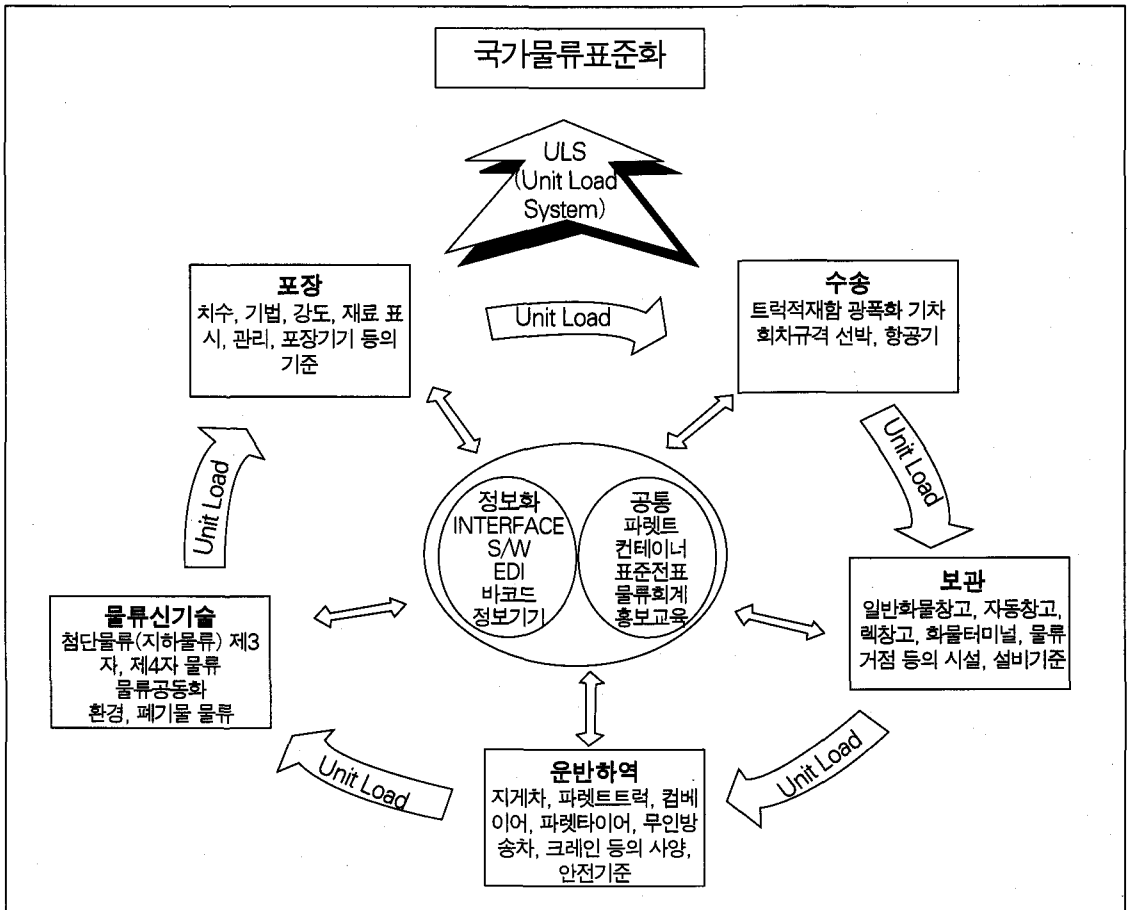 국가물류표준화
ULS
(Unit Load
System)
포장
치수, 기법, 강도, 재료 표
시, 관리, 포장기기 등의
기준
Unit Load
수송
트럭적재함 광폭화 기차
회차규격 선박, 항공기
Unit Load
Unit Load
정보화
INTERFACE
S/W
EDI
바코드
정보기기
공통
파렛트
컨테이너
표준전표
물류회계
홍보교육
물류신기술
첨단물류(지하물류) 제3
자, 제4자 물류
물류공동화
환경, 폐기물 물류
보관
일반화물창고, 자동창고,
렉창고, 화물터미널, 물류
거점 등의 시설, 설비기준
Unit Load
Unit Load
운반하역
지게차, 파렛트트럭, 컴베
이어, 파렛타이어, 무인방
송차, 크레인 등의 사양,
안전기준